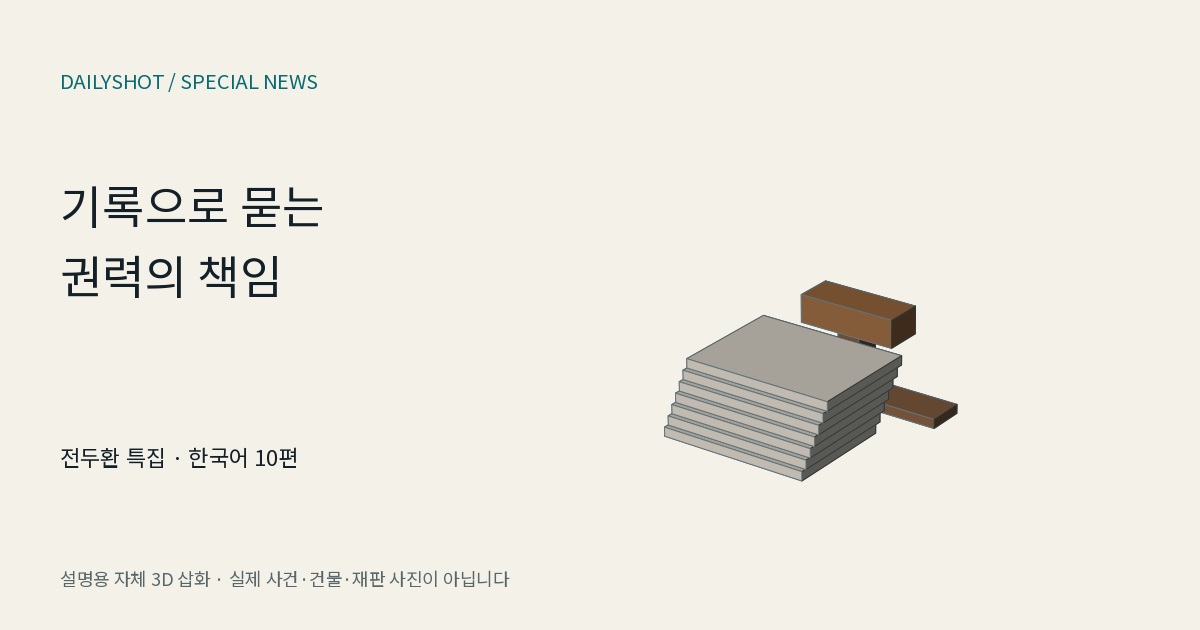 DAILYSHOT / SPECIAL NEWS
기록으로 묻는
권력의 책임
전두환 특집 · 한국어 10편
설명용 자체 3D 삽화 · 실제 사건·건물·재판 사진이 아닙니다